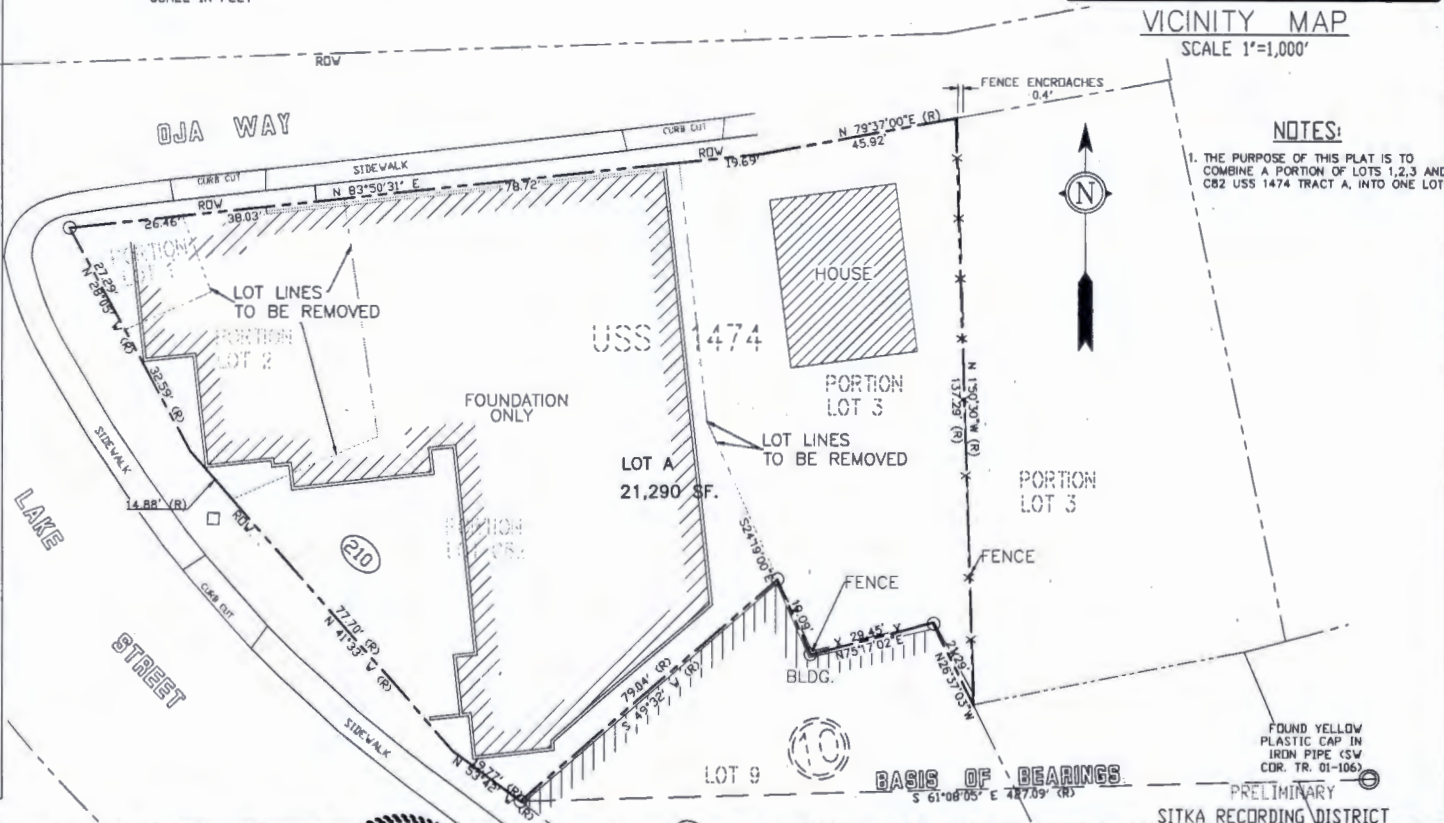 VICINITY MAP
SCALE 1"=1,000'
ROW
FENCE ENCROACHES
0.4'
OJA WAY
NOTES:
1. THE PURPOSE OF THIS PLAT IS TO
COMBINE A PORTION OF LOTS 1,2,3 AND
CB2 USS 1474 TRACT A, INTO ONE LOT
CURB CUT
N 79°37'00"E (R)
45.92'
ROW
19.69'
SIDEWALK
CURB CUT
N 83°50'31" E
78.72'
ROW
26.46'
38.03'
N
PORTION
27.29'
N 28°05' W (R)
LOT LINES
TO BE REMOVED
HOUSE
PORTION
LOT 2
USS 1474
32.59' (R)
FOUNDATION
ONLY
PORTION
LOT 3
N 1°50'30"W (R)
137.29' (R)
LOT LINES
TO BE REMOVED
SIDEWALK
LOT A
21,290 SF.
PORTION
LOT 3
14.88' (R)
ROW
LAKE
STREET
210
PORTION
S24°19'00"E
FENCE
FENCE
CURB CUT
77.70' (R)
N 41°33' W (R)
19.09'
29.45'
N75°17'02"E
BLDG.
N26°37'03"W
79.04' (R)
S 49°32' W (R)
SIDEWALK
19.77' (R)
N 53°42' W (R)
LOT 9
10
BASIS OF BEARINGS
S 61°08'05" E 427.09' (R)
FOUND YELLOW
PLASTIC CAP IN
IRON PIPE (SW
COR. TR. 01-106)
PRELIMINARY
SITKA RECORDING DISTRICT